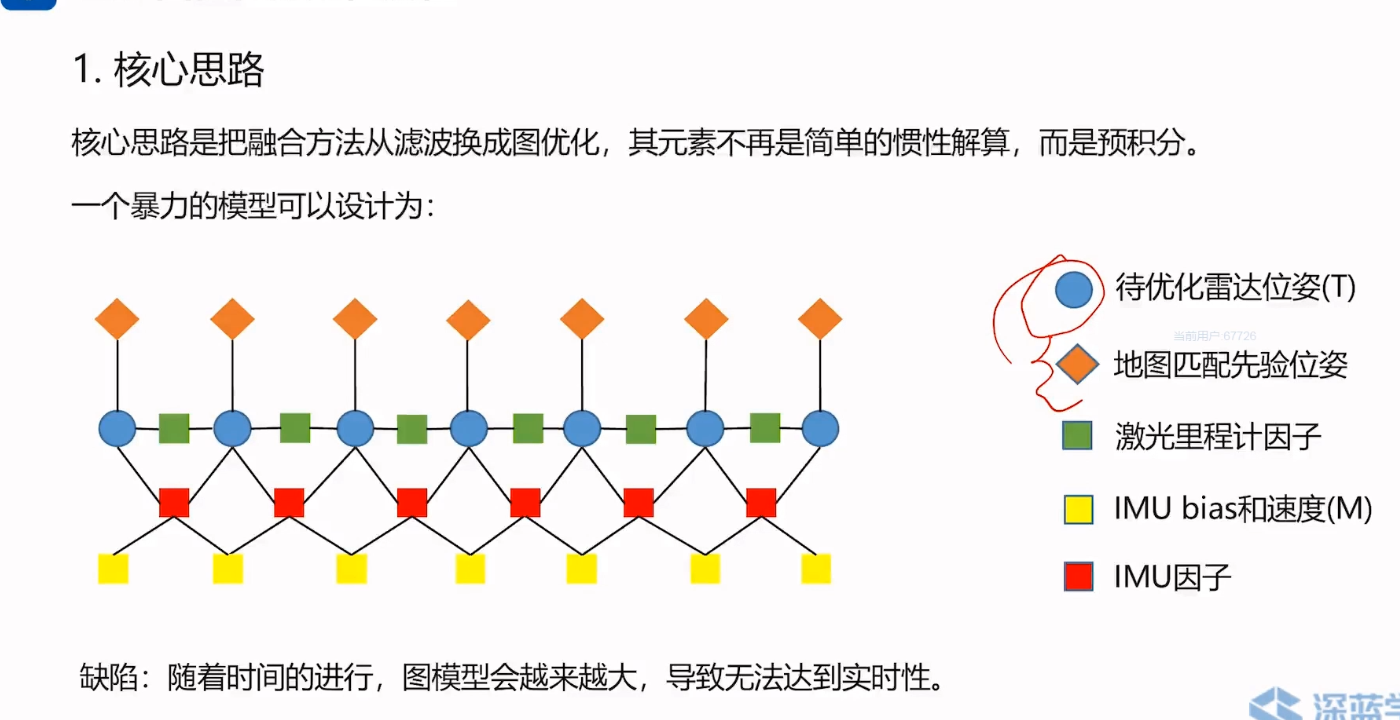 1. 核心思路
核心思路是把融合方法从滤波换成图优化，其元素不再是简单的惯性解算，而是预积分。
一个暴力的模型可以设计为：
待优化雷达位姿(T)
当前用户:67726
地图匹配先验位姿
激光里程计因子
IMU bias和速度(M)
IMU因子
缺陷：随着时间的进行，图模型会越来越大，导致无法达到实时性。
深蓝学